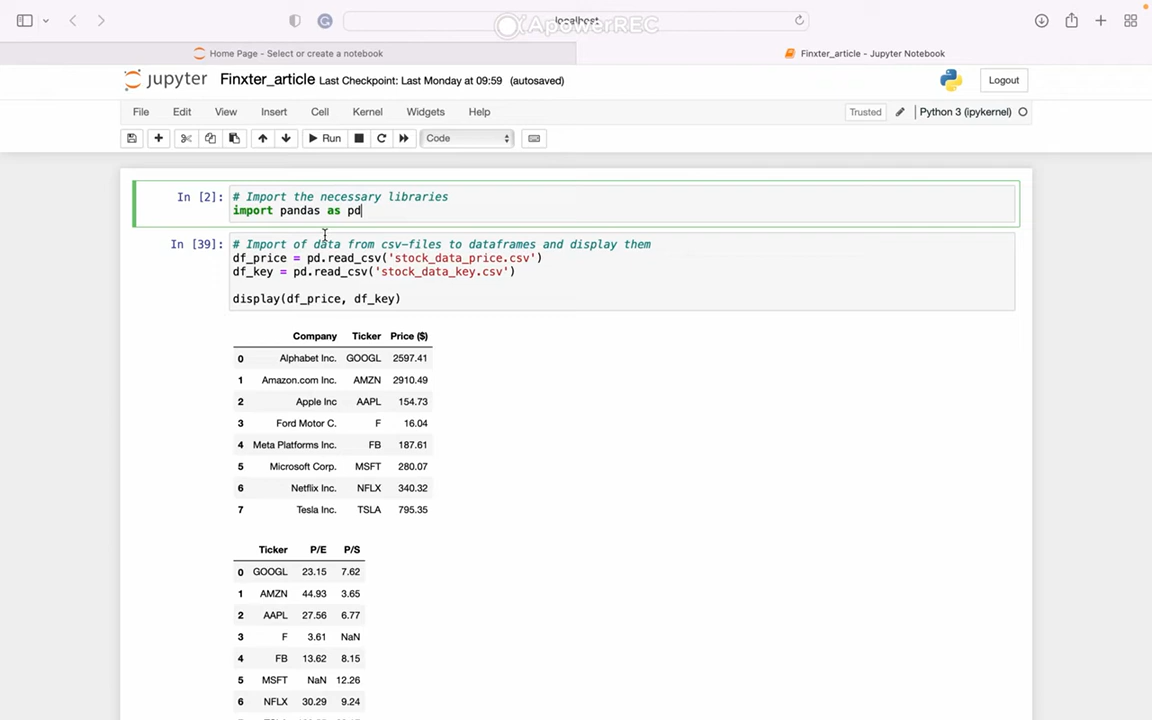 localhost
ApowerREC
Home Page - Select or create a notebook
Finxter_article - Jupyter Notebook
jupyter Finxter_article Last Checkpoint: Last Monday at 09:59 (autosaved)
Logout
File Edit View Insert Cell Kernel Widgets Help
Trusted
Python 3 (ipykernel)
Run
Code
In [2]: # Import the necessary libraries
import pandas as pd
In [39]: # Import of data from csv-files to dataframes and display them
df_price = pd.read_csv('stock_data_price.csv')
df_key = pd.read_csv('stock_data_key.csv')
display(df_price, df_key)
Company Ticker Price ($)
0 Alphabet Inc. GOOGL 2597.41
1 Amazon.com Inc. AMZN 2910.49
2 Apple Inc AAPL 154.73
3 Ford Motor C. F 16.04
4 Meta Platforms Inc. FB 187.61
5 Microsoft Corp. MSFT 280.07
6 Netflix Inc. NFLX 340.32
7 Tesla Inc. TSLA 795.35
Ticker P/E P/S
0 GOOGL 23.15 7.62
1 AMZN 44.93 3.65
2 AAPL 27.56 6.77
3 F 3.61 NaN
4 FB 13.62 8.15
5 MSFT NaN 12.26
6 NFLX 30.29 9.24